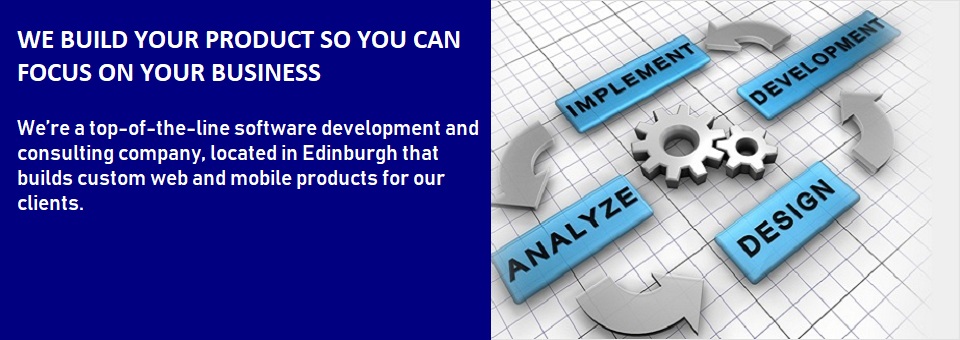 WE BUILD YOUR PRODUCT SO YOU CAN
FOCUS ON YOUR BUSINESS
We’re a top-of-the-line software development and
consulting company, located in Edinburgh that
builds custom web and mobile products for our
clients.
IMPLEMENT
DEVELOPMENT
ANALYZE
DESIGN